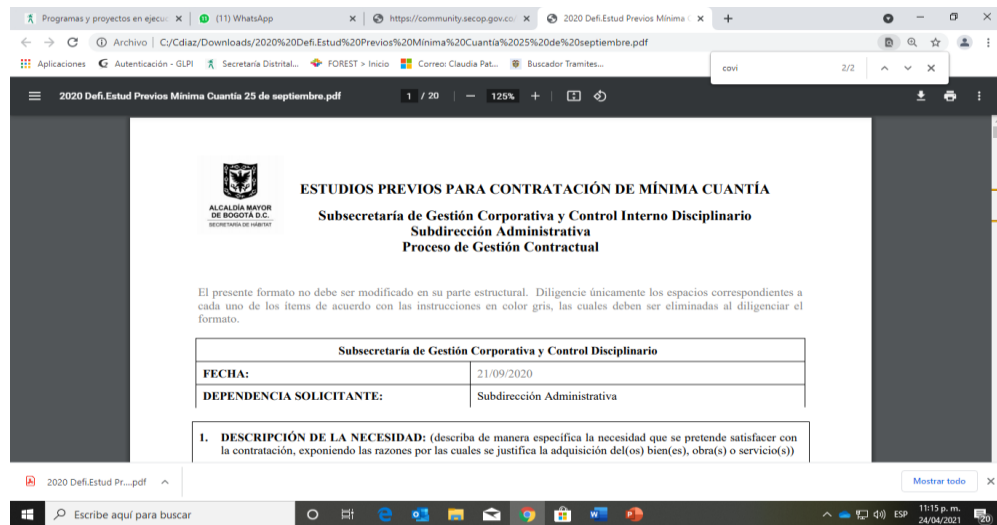 Programas y proyectos en ejecuc
(11) WhatsApp
https://community.secop.gov.co/
2020 Defi.Estud Previos Mínima C
Archivo | C:/Cdiaz/Downloads/2020%20Defi.Estud%20Previos%20Mínima%20Cuantía%2025%20de%20septiembre.pdf
Aplicaciones
Autenticación - GLPI
Secretaría Distrital...
FOREST > Inicio
Correo: Claudia Pat...
Buscador Tramites...
covi
2/2
2020 Defi.Estud Previos Mínima Cuantía 25 de septiembre.pdf
1 / 20
125%
ALCALDÍA MAYOR
DE BOGOTÁ D.C.
SECRETARÍA DE HÁBITAT
ESTUDIOS PREVIOS PARA CONTRATACIÓN DE MÍNIMA CUANTÍA
Subsecretaría de Gestión Corporativa y Control Interno Disciplinario
Subdirección Administrativa
Proceso de Gestión Contractual
El presente formato no debe ser modificado en su parte estructural. Diligencie únicamente los espacios correspondientes a
cada uno de los ítems de acuerdo con las instrucciones en color gris, las cuales deben ser eliminadas al diligenciar el
formato.
Subsecretaría de Gestión Corporativa y Control Disciplinario
FECHA: 21/09/2020
DEPENDENCIA SOLICITANTE: Subdirección Administrativa
1. DESCRIPCIÓN DE LA NECESIDAD: (describa de manera específica la necesidad que se pretende satisfacer con
la contratación, exponiendo las razones por las cuales se justifica la adquisición del(os) bien(es), obra(s) o servicio(s))
2020 Defi.Estud Pr....pdf
Mostrar todo
Escribe aquí para buscar
ESP
11:15 p. m.
24/04/2021
20